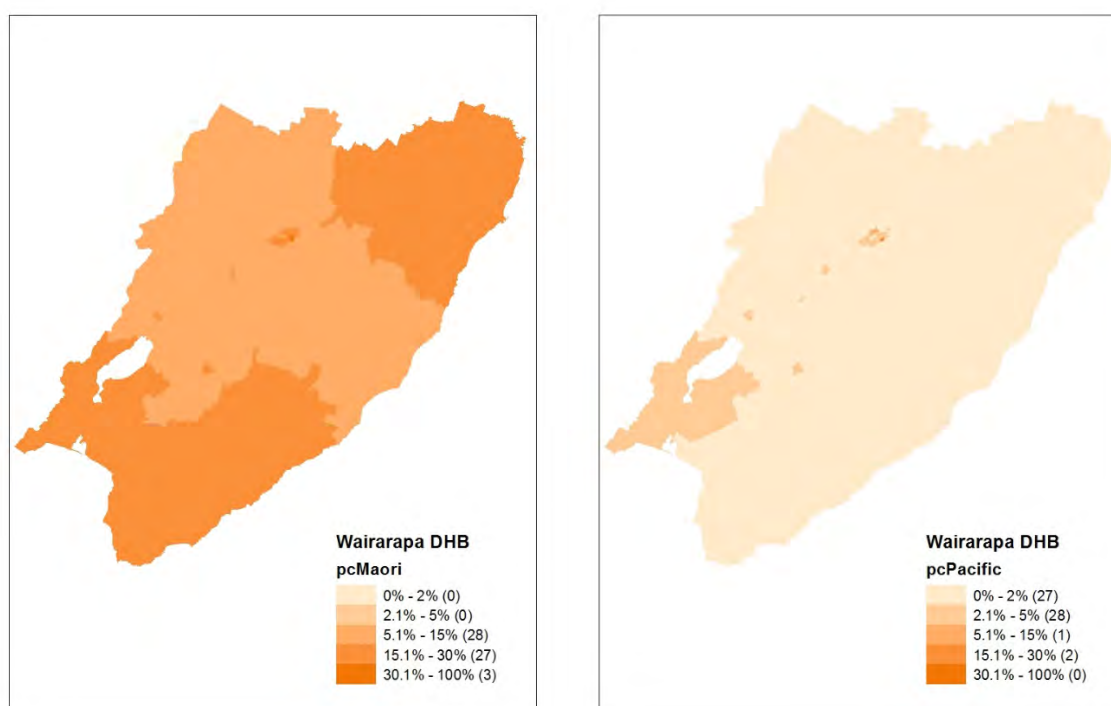 Wairarapa DHB
pcMaori
0% - 2% (0)
2.1% - 5% (0)
5.1% - 15% (28)
15.1% - 30% (27)
30.1% - 100% (3)
Wairarapa DHB
pcPacific
0% - 2% (27)
2.1% - 5% (28)
5.1% - 15% (1)
15.1% - 30% (2)
30.1% - 100% (0)